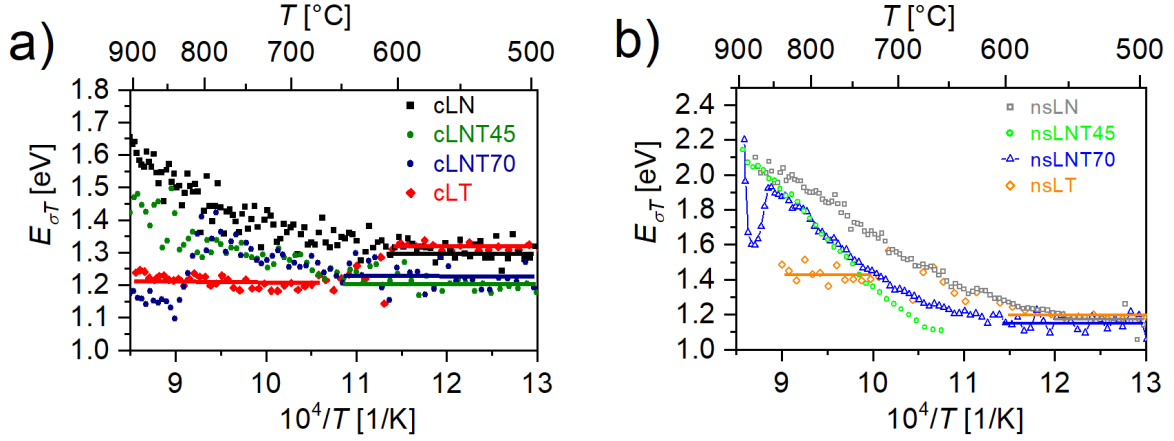 a)
T [°C]
900 800 700 600 500
1.8
1.7
1.6
1.5
1.4
1.3
1.2
1.1
1.0
EσT [eV]
cLN
cLNT45
cLNT70
cLT
9 10 11 12 13
10⁴/T [1/K]
b)
T [°C]
900 800 700 600 500
2.4
2.2
2.0
1.8
1.6
1.4
1.2
1.0
EσT [eV]
nsLN
nsLNT45
nsLNT70
nsLT
9 10 11 12 13
10⁴/T [1/K]